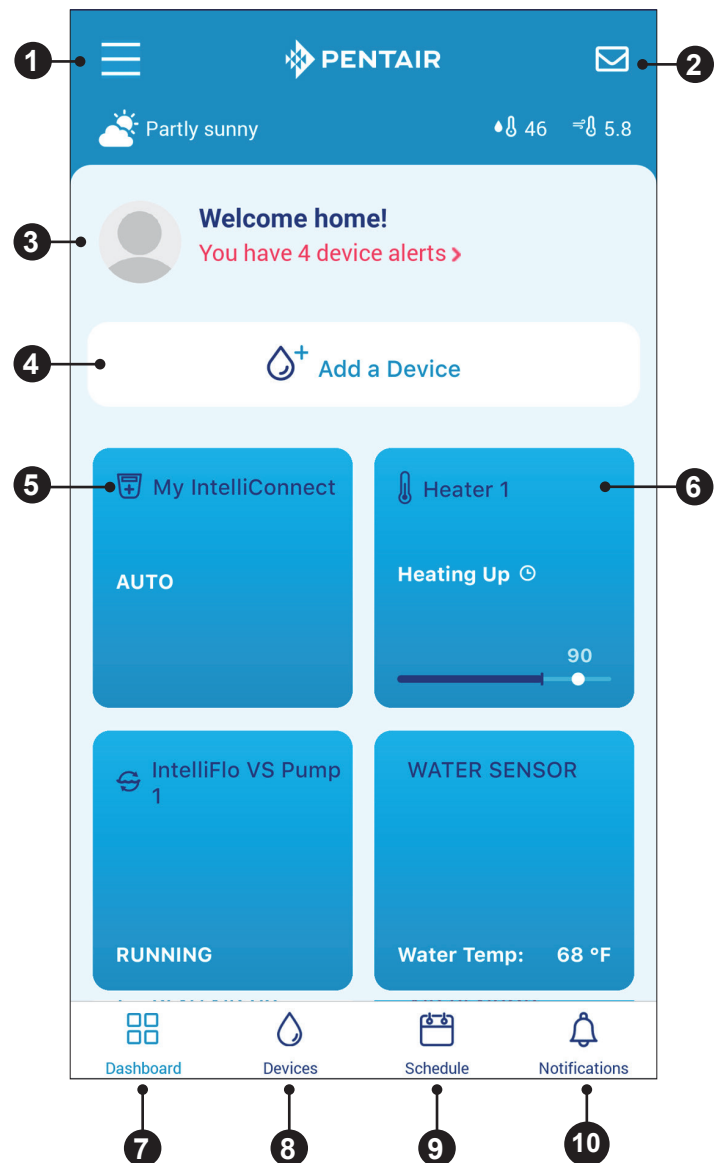 1
PENTAIR
2
Partly sunny
46
5.8
3
Welcome home!
You have 4 device alerts >
4
Add a Device
5
My IntelliConnect
Heater 1
6
AUTO
Heating Up
90
IntelliFlo VS Pump
1
WATER SENSOR
RUNNING
Water Temp: 68 °F
Dashboard
Devices
Schedule
Notifications
7
8
9
10